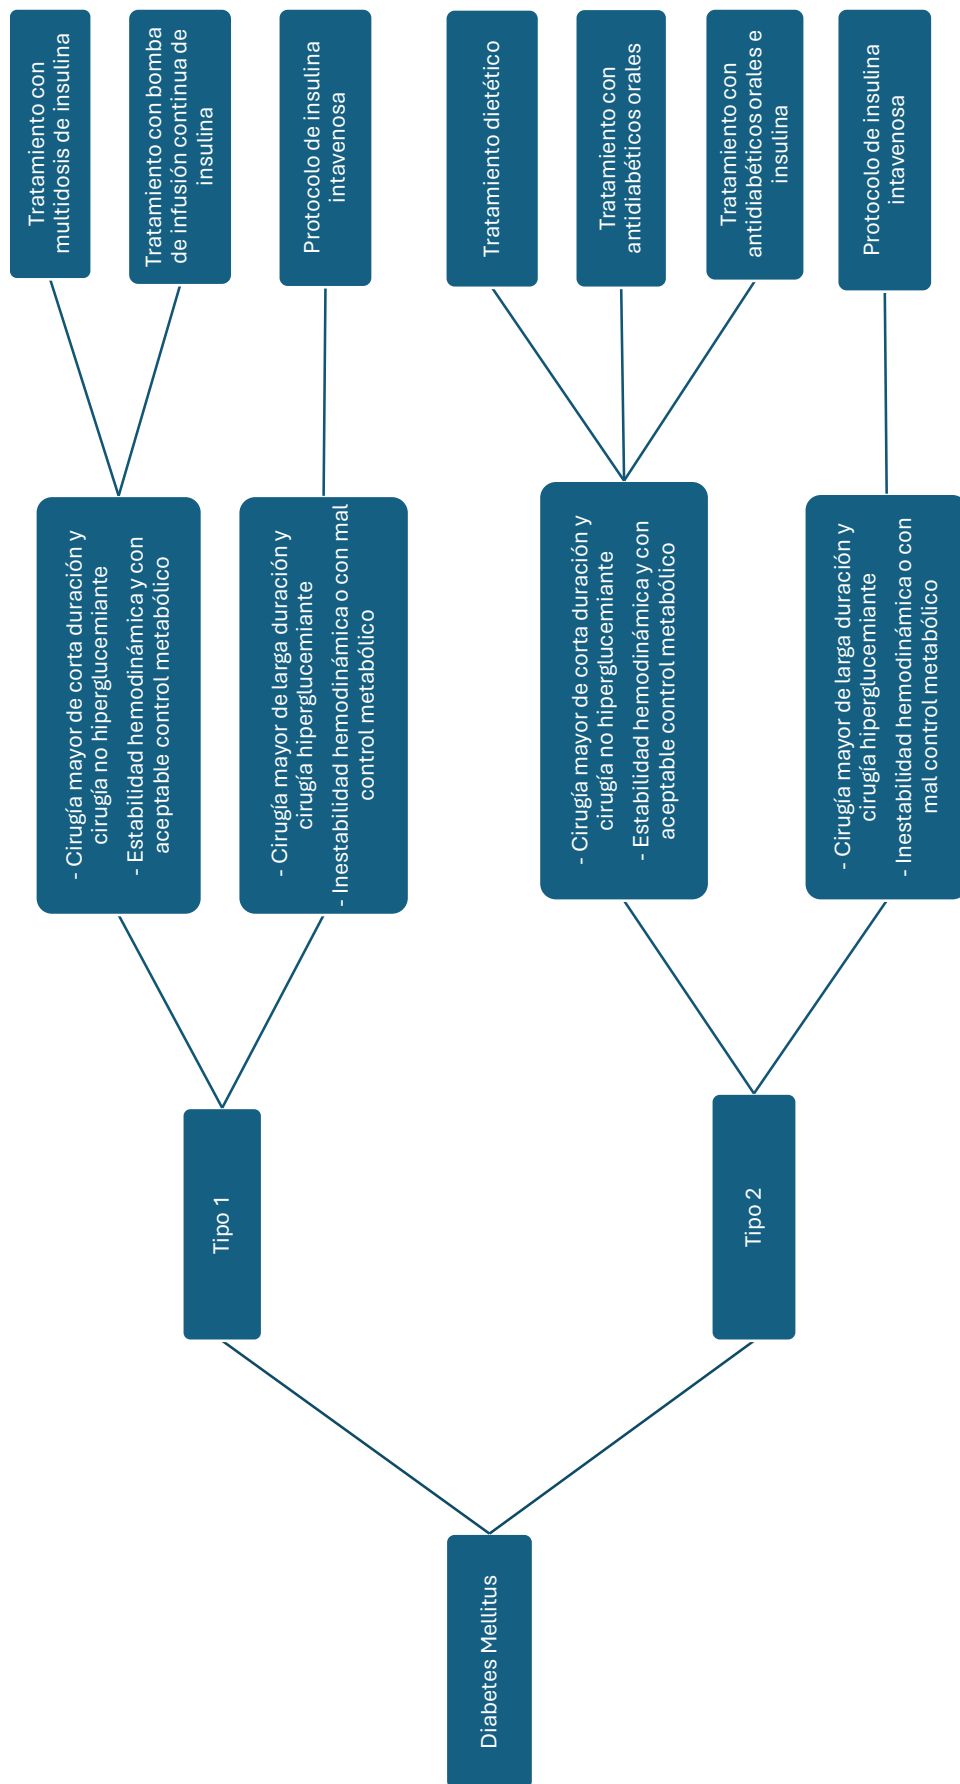 Diabetes Mellitus
Tipo 1
- Cirugía mayor de corta duración y
cirugía no hiperglucemiante
- Estabilidad hemodinámica y con
aceptable control metabólico
Tratamiento con
multidosis de insulina
Tratamiento con bomba
de infusión continua de
insulina
- Cirugía mayor de larga duración y
cirugía hiperglucemiante
- Inestabilidad hemodinámica o con mal
control metabólico
Protocolo de insulina
intavenosa
Tipo 2
- Cirugía mayor de corta duración y
cirugía no hiperglucemiante
- Estabilidad hemodinámica y con
aceptable control metabólico
Tratamiento dietético
Tratamiento con
antidiabéticos orales
Tratamiento con
antidiabéticos orales e
insulina
- Cirugía mayor de larga duración y
cirugía hiperglucemiante
- Inestabilidad hemodinámica o con
mal control metabólico
Protocolo de insulina
intavenosa